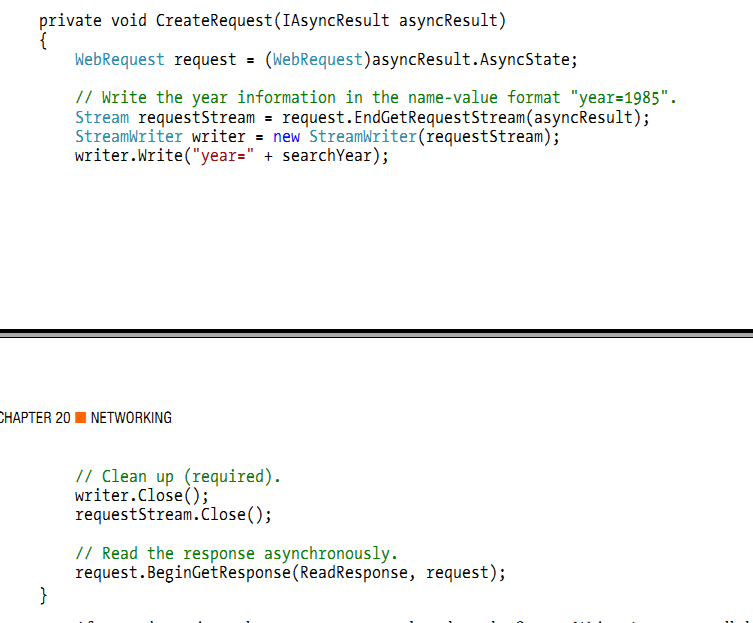 private void CreateRequest(IAsyncResult asyncResult)
{
WebRequest request = (WebRequest)asyncResult.AsyncState;
// Write the year information in the name-value format "year=1985".
Stream requestStream = request.EndGetRequestStream(asyncResult);
StreamWriter writer = new StreamWriter(requestStream);
writer.Write("year=" + searchYear);
CHAPTER 20 ■ NETWORKING
// Clean up (required).
writer.Close();
requestStream.Close();
// Read the response asynchronously.
request.BeginGetResponse(ReadResponse, request);
}